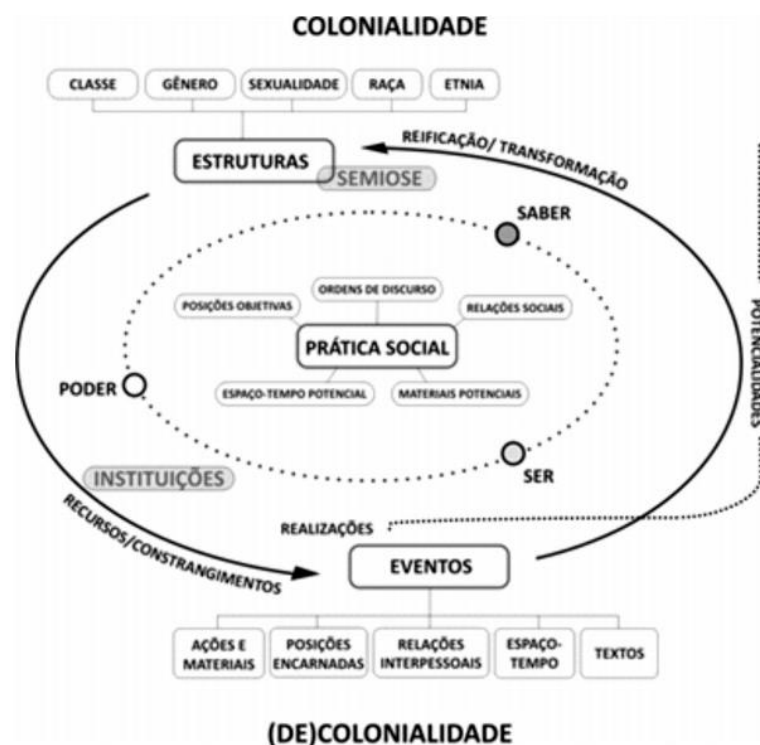 COLONIALIDADE
CLASSE
GÊNERO
SEXUALIDADE
RAÇA
ETNIA
REIFICAÇÃO/ TRANSFORMAÇÃO
ESTRUTURAS
SEMIOSE
SABER
ORDENS DE DISCURSO
POSIÇÕES OBJETIVAS
RELAÇÕES SOCIAIS
PRÁTICA SOCIAL
POTENCIALIDADES
PODER
ESPAÇO-TEMPO POTENCIAL
MATERIAIS POTENCIAIS
INSTITUIÇÕES
SER
RECURSOS/CONSTRANGIMENTOS
REALIZAÇÕES
EVENTOS
AÇÕES E
MATERIAIS
POSIÇÕES
ENCARNADAS
RELAÇÕES
INTERPESSOAIS
ESPAÇO-
TEMPO
TEXTOS
(DE)COLONIALIDADE